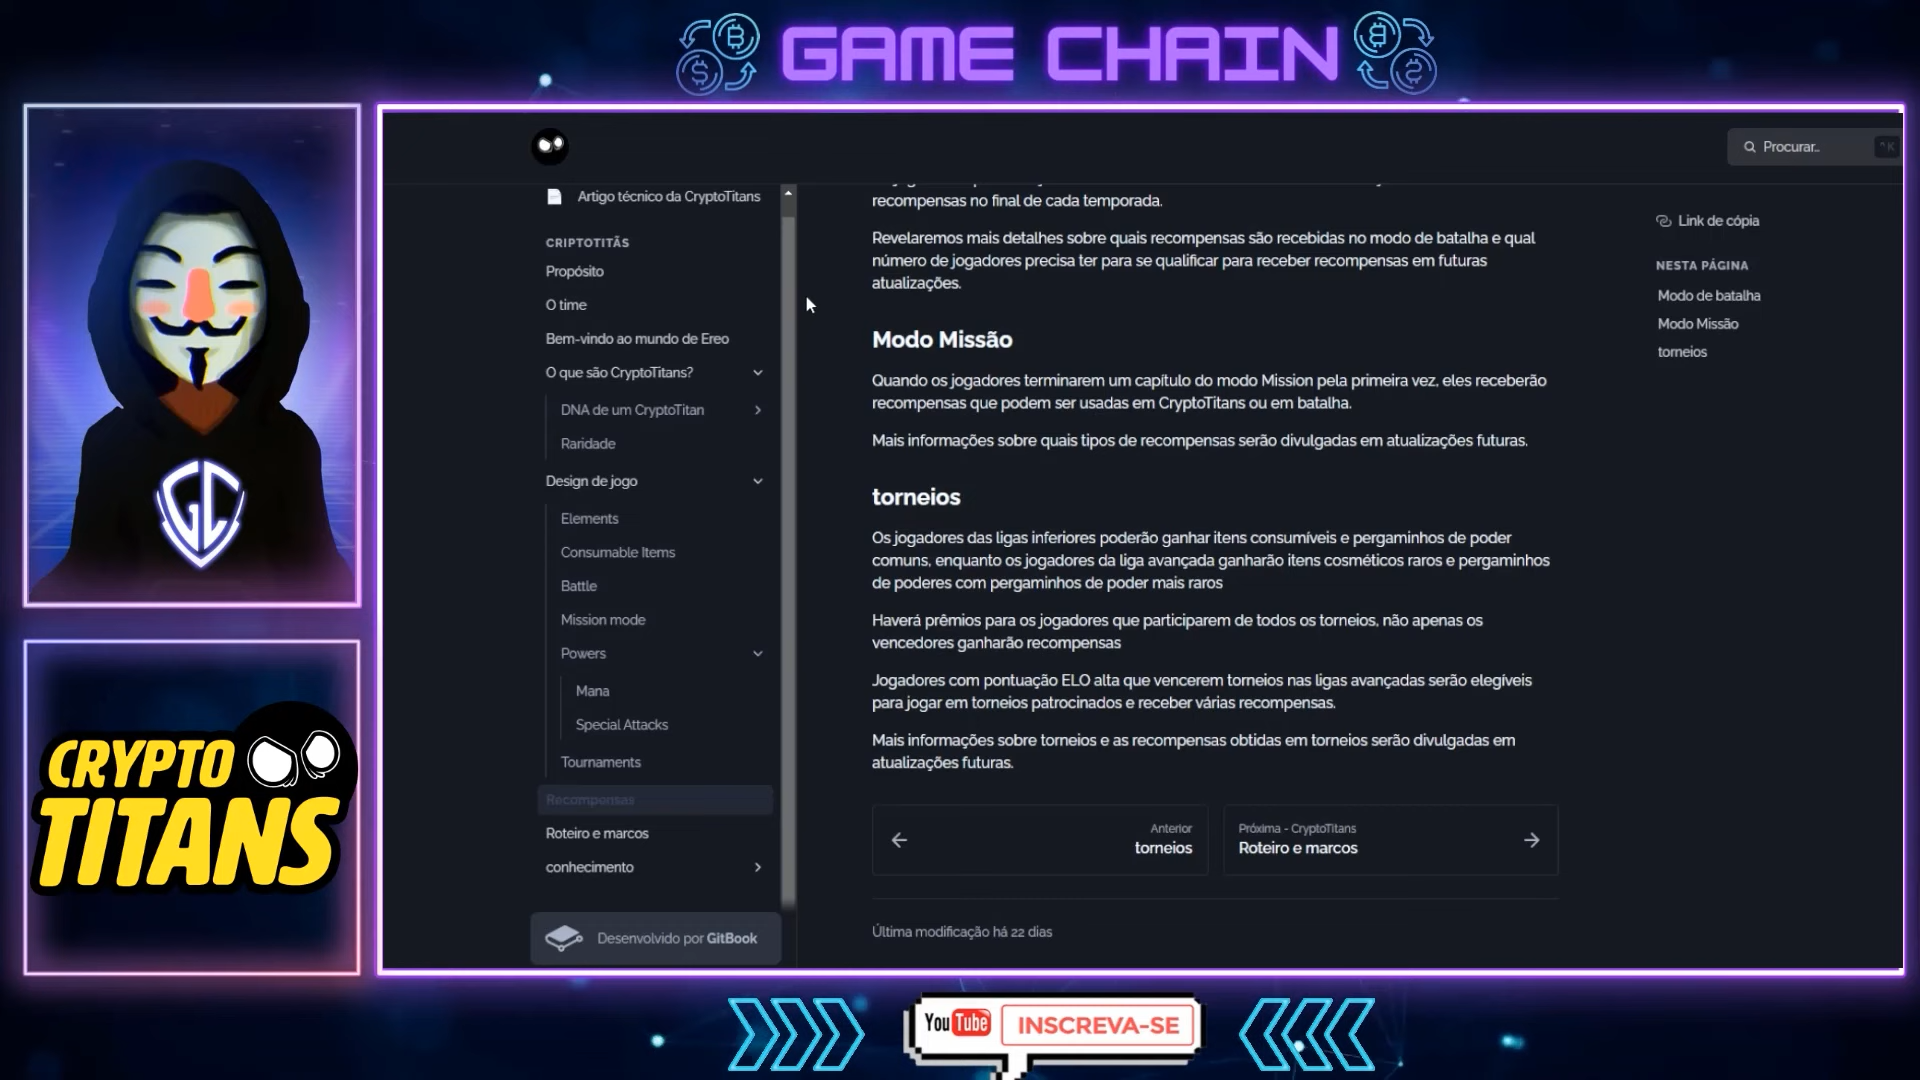 GAME CHAIN
GC
CRYPTO
TITANS
Procurar...
^K
Artigo técnico da CryptoTitans
CRIPTOTITÃS
Propósito
O time
Bem-vindo ao mundo de Ereo
O que são CryptoTitans?
DNA de um CryptoTitan
Raridade
Design de jogo
Elements
Consumable Items
Battle
Mission mode
Powers
Mana
Special Attacks
Tournaments
Recompensas
Roteiro e marcos
conhecimento
Desenvolvido por GitBook
recompensas no final de cada temporada.
Revelaremos mais detalhes sobre quais recompensas são recebidas no modo de batalha e qual
número de jogadores precisa ter para se qualificar para receber recompensas em futuras
atualizações.
Modo Missão
Quando os jogadores terminarem um capítulo do modo Mission pela primeira vez, eles receberão
recompensas que podem ser usadas em CryptoTitans ou em batalha.
Mais informações sobre quais tipos de recompensas serão divulgadas em atualizações futuras.
torneios
Os jogadores das ligas inferiores poderão ganhar itens consumíveis e pergaminhos de poder
comuns, enquanto os jogadores da liga avançada ganharão itens cosméticos raros e pergaminhos
de poderes com pergaminhos de poder mais raros
Haverá prêmios para os jogadores que participarem de todos os torneios, não apenas os
vencedores ganharão recompensas
Jogadores com pontuação ELO alta que vencerem torneios nas ligas avançadas serão elegíveis
para jogar em torneios patrocinados e receber várias recompensas.
Mais informações sobre torneios e as recompensas obtidas em torneios serão divulgadas em
atualizações futuras.
Anterior
torneios
Próxima - CryptoTitans
Roteiro e marcos
Última modificação há 22 dias
Link de cópia
NESTA PÁGINA
Modo de batalha
Modo Missão
torneios
YouTube
INSCREVA-SE